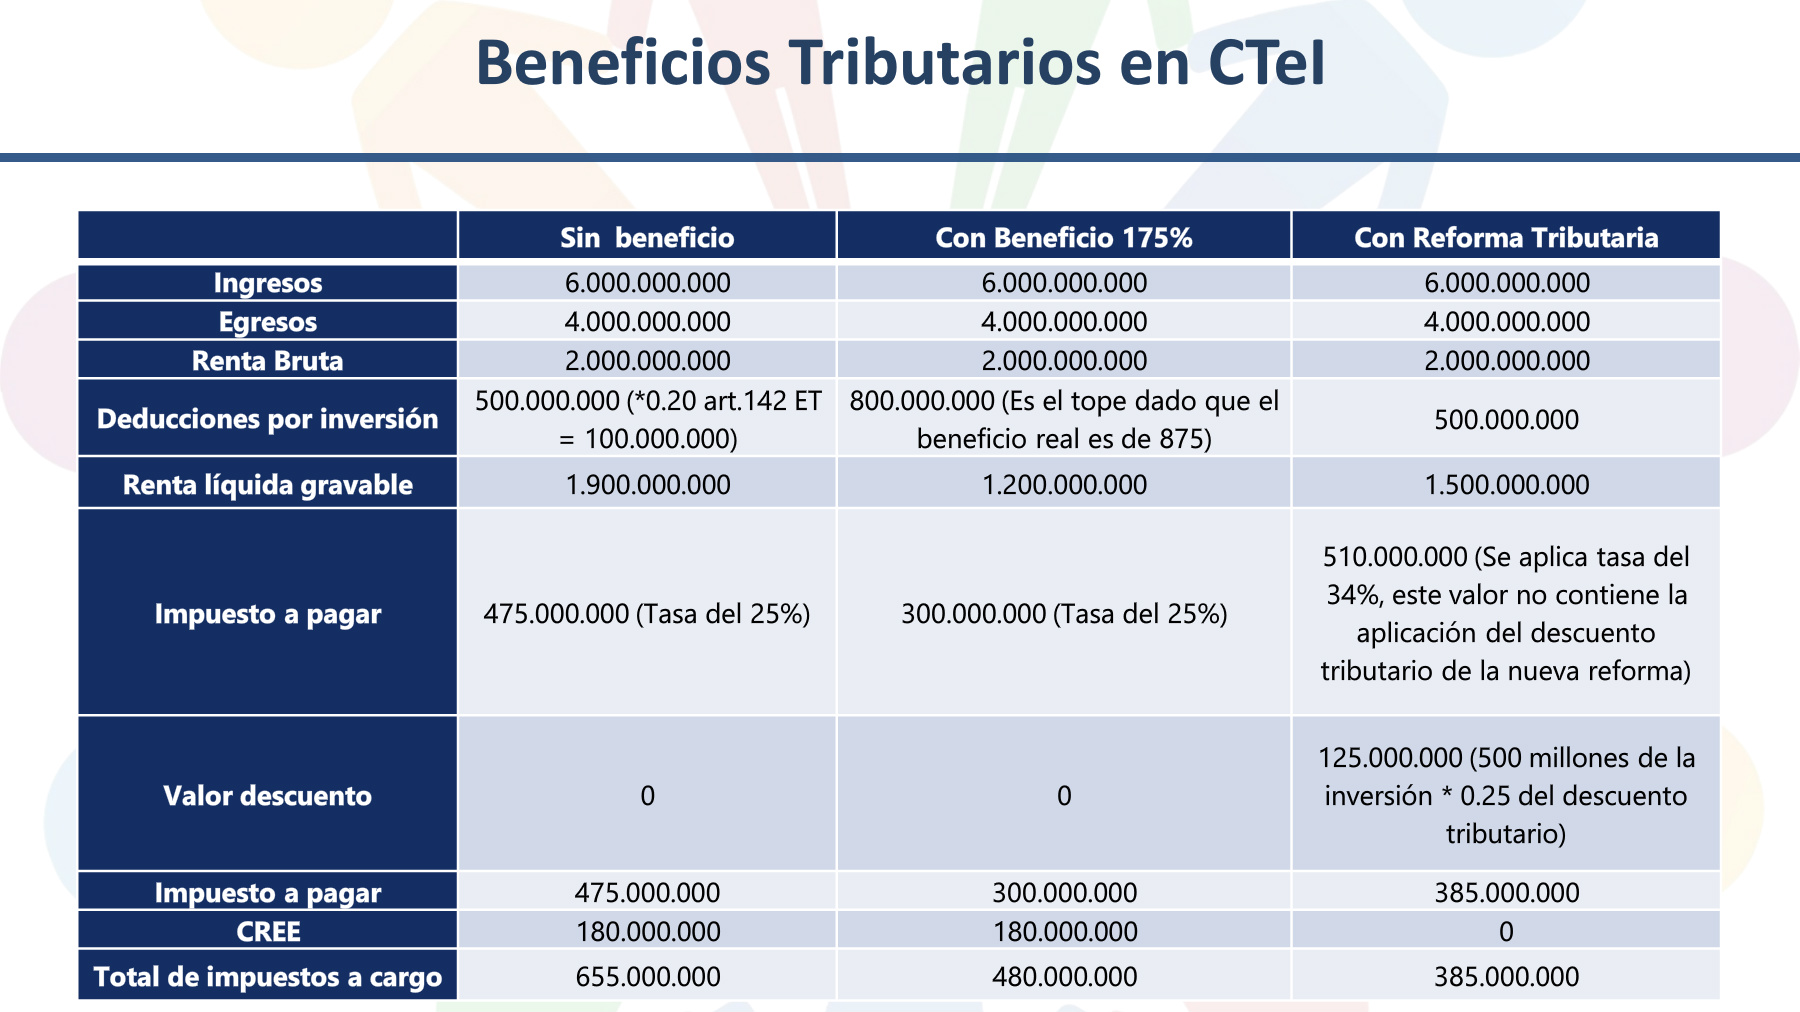 Beneficios Tributarios en CTeI
Sin beneficio
Con Beneficio 175%
Con Reforma Tributaria
Ingresos
6.000.000.000
6.000.000.000
6.000.000.000
Egresos
4.000.000.000
4.000.000.000
4.000.000.000
Renta Bruta
2.000.000.000
2.000.000.000
2.000.000.000
Deducciones por inversión
500.000.000 (*0.20 art.142 ET
= 100.000.000)
800.000.000 (Es el tope dado que el
beneficio real es de 875)
500.000.000
Renta líquida gravable
1.900.000.000
1.200.000.000
1.500.000.000
Impuesto a pagar
475.000.000 (Tasa del 25%)
300.000.000 (Tasa del 25%)
510.000.000 (Se aplica tasa del
34%, este valor no contiene la
aplicación del descuento
tributario de la nueva reforma)
Valor descuento
0
0
125.000.000 (500 millones de la
inversión * 0.25 del descuento
tributario)
Impuesto a pagar
475.000.000
300.000.000
385.000.000
CREE
180.000.000
180.000.000
0
Total de impuestos a cargo
655.000.000
480.000.000
385.000.000